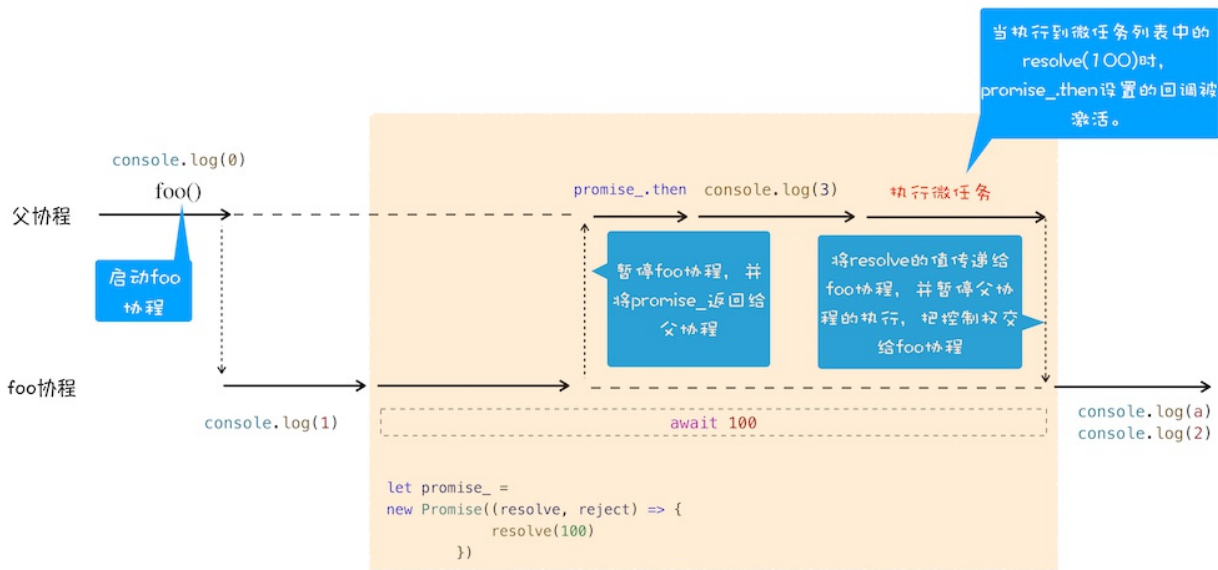 当执行到微任务列表中的
resolve(100)时，
promise_.then设置的回调被
激活。
console.log(0)
foo()
promise_.then
console.log(3)
执行微任务
父协程
启动foo
协程
暂停foo协程，并
将promise_返回给
父协程
将resolve的值传递给
foo协程，并暂停父协
程的执行，把控制权交
给foo协程
foo协程
console.log(1)
await 100
console.log(a)
console.log(2)
let promise_ =
new Promise((resolve, reject) => {
resolve(100)
})